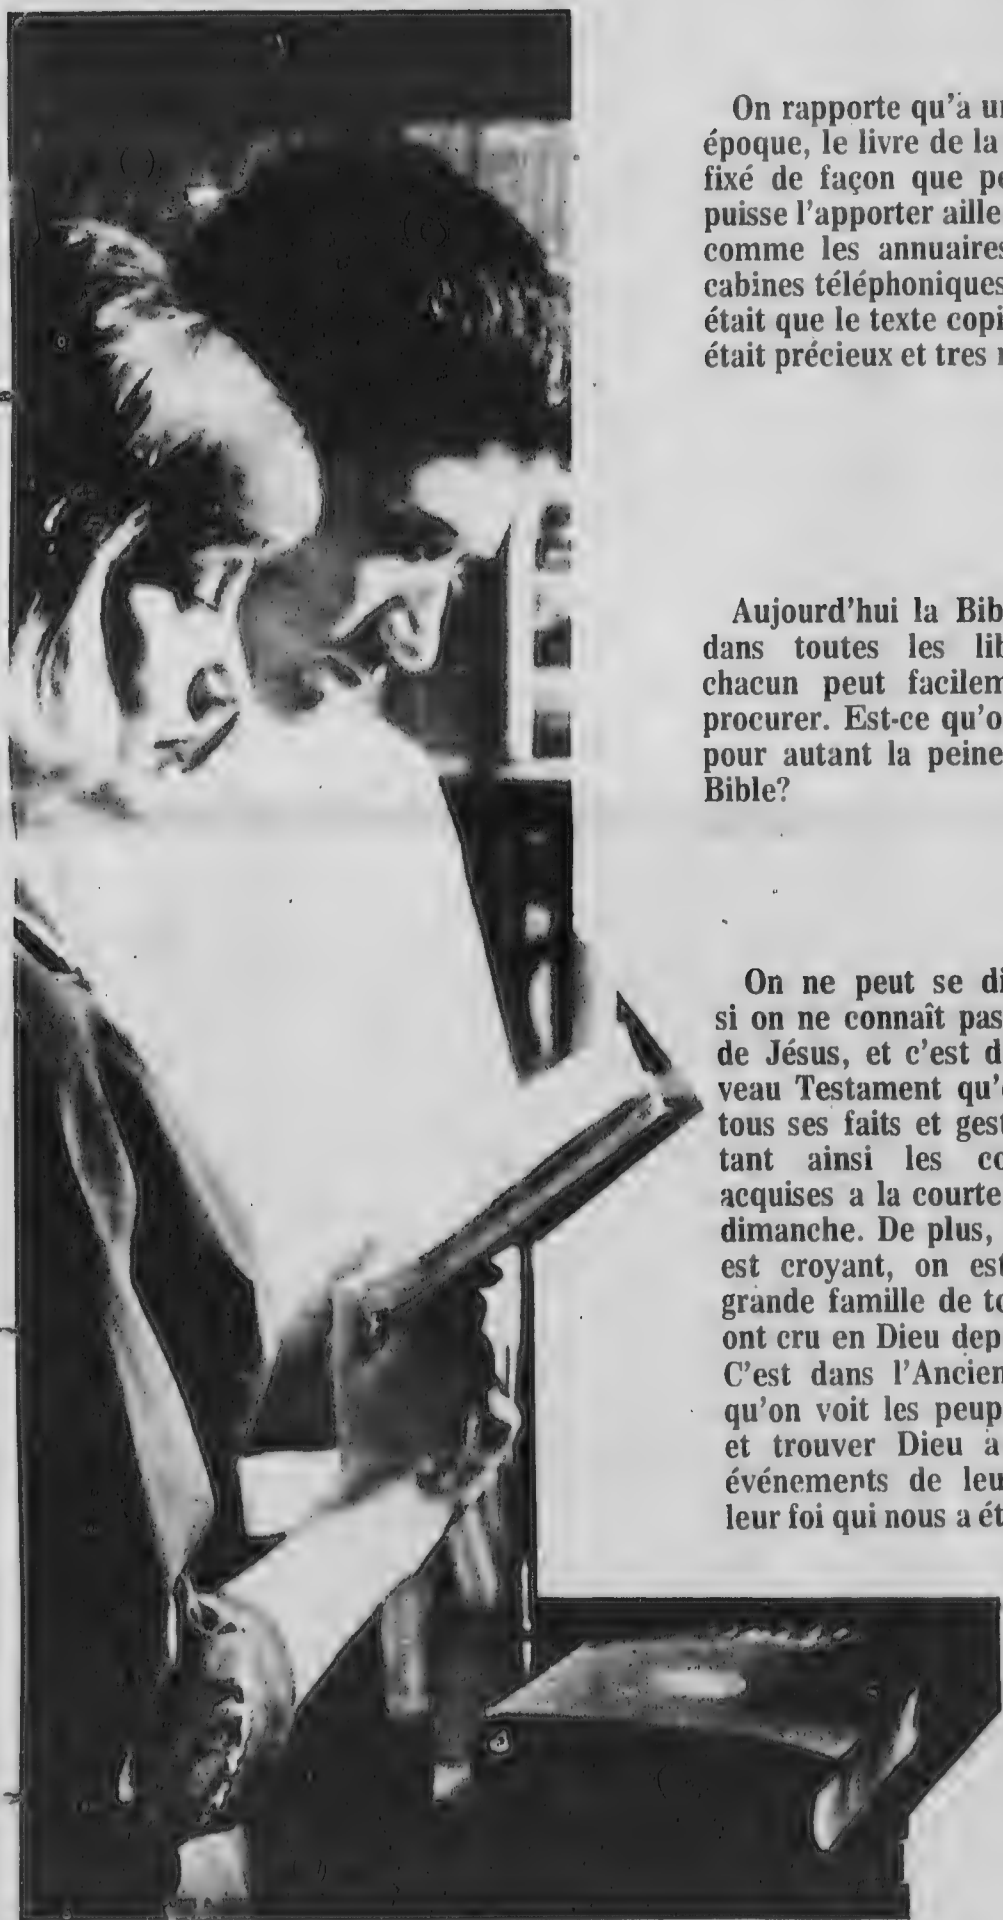 On rapporte qu'a un
époque, le livre de la
fixé de façon que pe
puisse l'apporter aille
comme les annuaires
cabines téléphoniques
était que le texte copi
était précieux et tres
Aujourd'hui la Bib
dans toutes les lib
chacun peut facilem
procurer. Est-ce qu'o
pour autant la peine
Bible?
On ne peut se di
si on ne connaît pas
de Jésus, et c'est d
veau Testament qu'
tous ses faits et gest
tant ainsi les co
acquises a la courte
dimanche. De plus,
est croyant, on est
grande famille de to
ont cru en Dieu dep
C'est dans l'Ancien
qu'on voit les peup
et trouver Dieu a
événements de leu
leur foi qui nous a ét